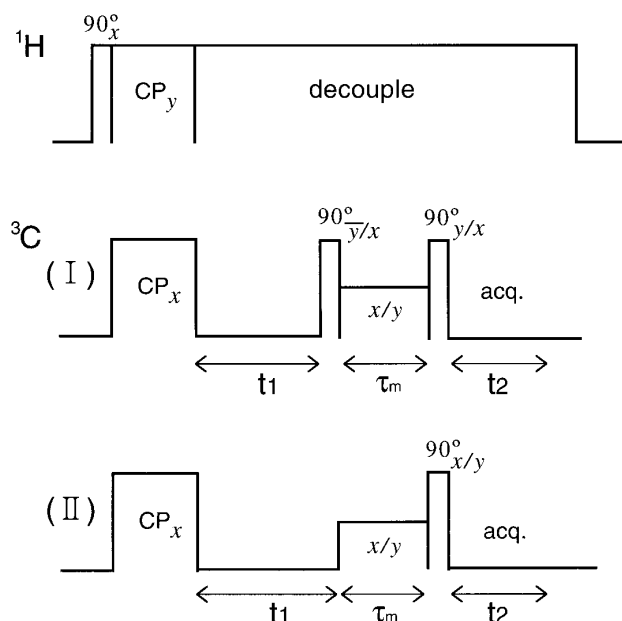 90°x
¹H
CPy
decouple
³C
90°y̅/x
90°y/x
(Ⅰ)
CPx
x/y
acq.
t1
τm
t2
90°x/y
(Ⅱ)
CPx
x/y
acq.
t1
τm
t2